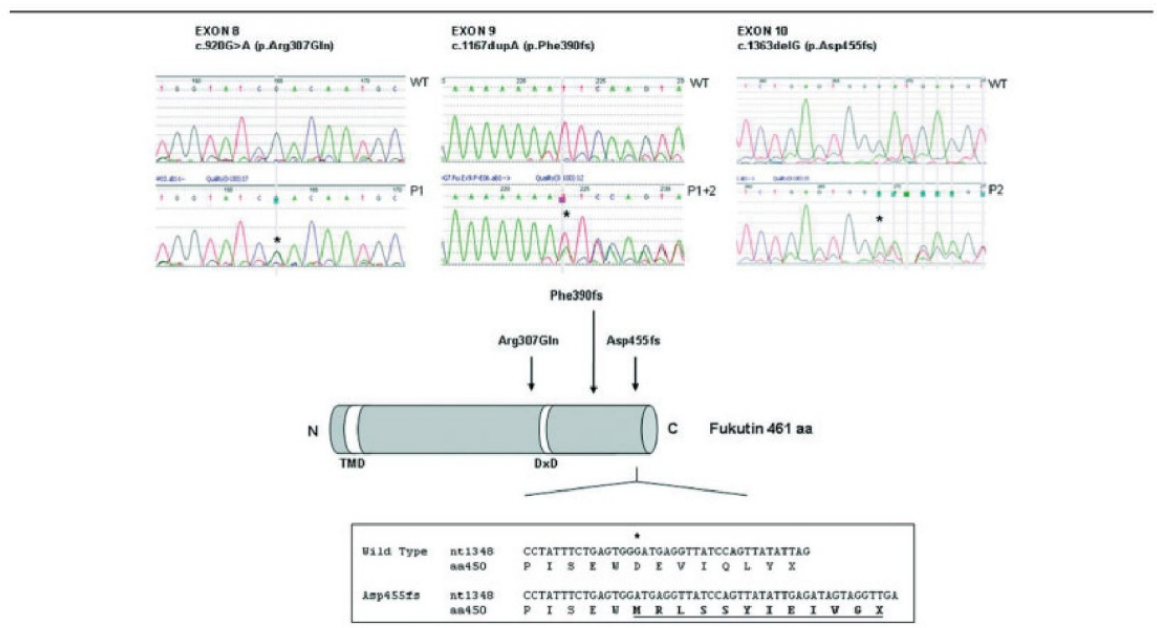 EXON 8
c.920G>A (p.Arg307Gln)
EXON 9
c.1167dupA (p.Phe390fs)
EXON 10
c.1363delG (p.Asp455fs)
WT
WT
WT
T G G T A T C G A C A A T G C
A A A A A A A T T C A A G T A
P1
P1+2
P2
A A A A A A A
*
*
*
Phe390fs
Arg307Gln
Asp455fs
N
C
Fukutin 461 aa
TMD
DxD
*
Wild Type nt1348 CCTATTTCTGAGTGGGATGAGGTTATCCAGTTATATTAG
aa450 P I S E W D E V I Q L Y X
Asp455fs nt1348 CCTATTTCTGAGTGGATGAGGTTATCCAGTTATATTGAGATAGTAGGTTGA
aa450 P I S E W M R L S S Y I E I V G X